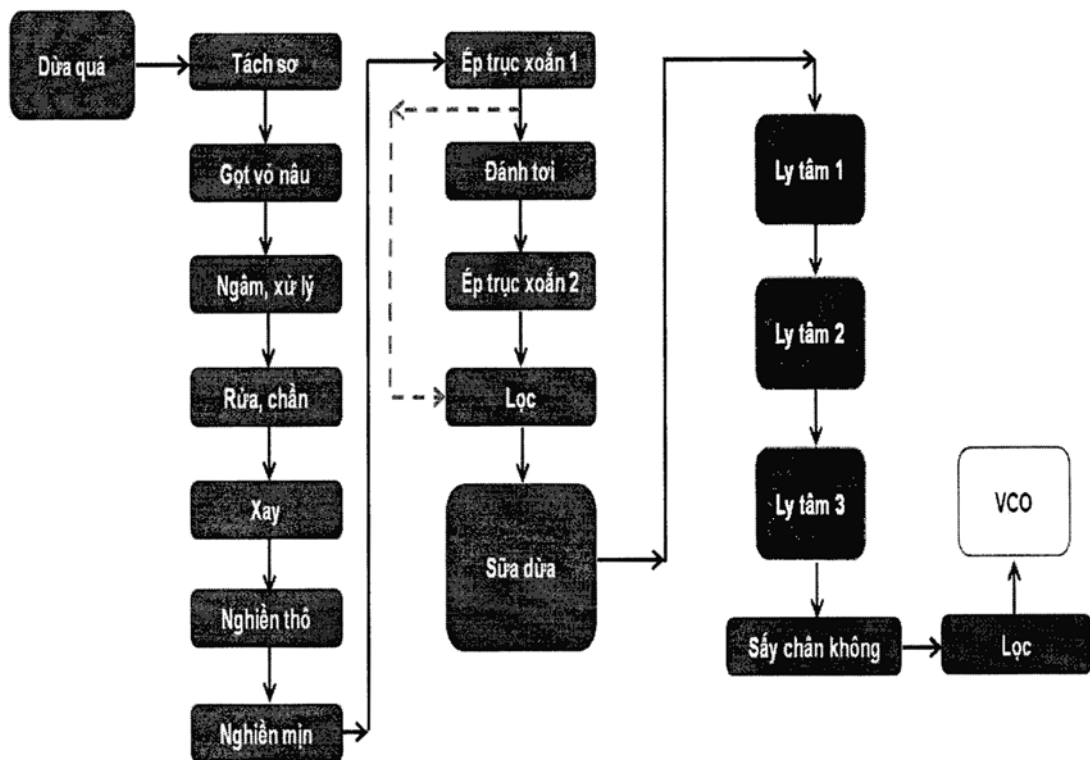 Dừa quả
Tách sơ
Gọt vỏ nâu
Ngâm, xử lý
Rửa, chần
Xay
Nghiền thô
Nghiền mịn
Ép trục xoắn 1
Đánh tơi
Ép trục xoắn 2
Lọc
Sữa dừa
Ly tâm 1
Ly tâm 2
Ly tâm 3
Sấy chân không
Lọc
VCO